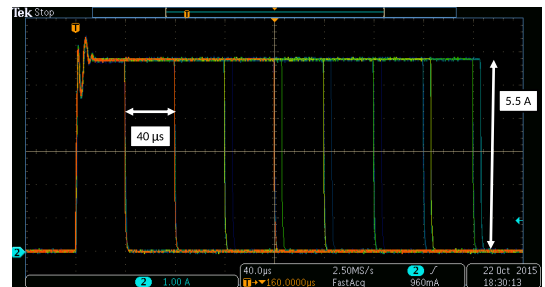 Tek Stop
T
T
5.5 A
40 µs
2
2 1.00 A
40.0µs 2.50MS/s 2 22 Oct 2015
T→▼160.0000µs FastAcq 960mA 18:30:13